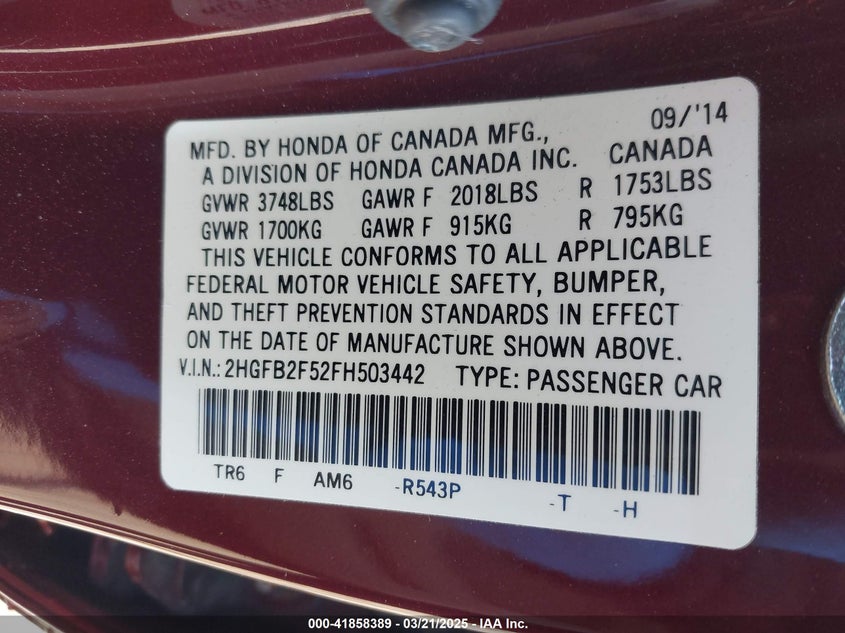 09/'14
MFD. BY HONDA OF CANADA MFG.,
A DIVISION OF HONDA CANADA INC. CANADA
GVWR 3748LBS GAWR F 2018LBS R 1753LBS
GVWR 1700KG GAWR F 915KG R 795KG
THIS VEHICLE CONFORMS TO ALL APPLICABLE
FEDERAL MOTOR VEHICLE SAFETY, BUMPER,
AND THEFT PREVENTION STANDARDS IN EFFECT
ON THE DATE OF MANUFACTURE SHOWN ABOVE.
V.I.N.: 2HGFB2F52FH503442 TYPE: PASSENGER CAR
TR6 F AM6 -R543P -T -H
000-41858389 - 03/21/2025 - IAA Inc.